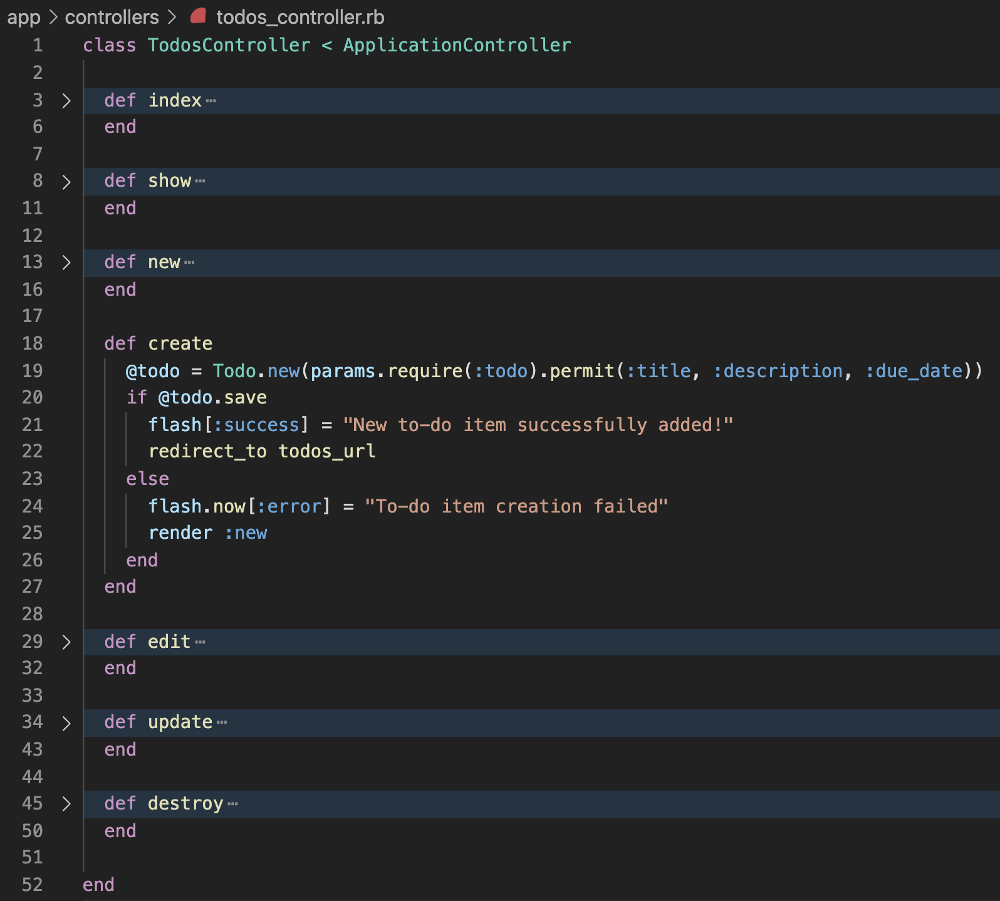 app > controllers > todos_controller.rb
1 class TodosController < ApplicationController
2
3 > def index…
6 end
7
8 > def show…
11 end
12
13 > def new…
16 end
17
18 def create
19 @todo = Todo.new(params.require(:todo).permit(:title, :description, :due_date))
20 if @todo.save
21 flash[:success] = "New to-do item successfully added!"
22 redirect_to todos_url
23 else
24 flash.now[:error] = "To-do item creation failed"
25 render :new
26 end
27 end
28
29 > def edit…
32 end
33
34 > def update…
43 end
44
45 > def destroy…
50 end
51
52 end